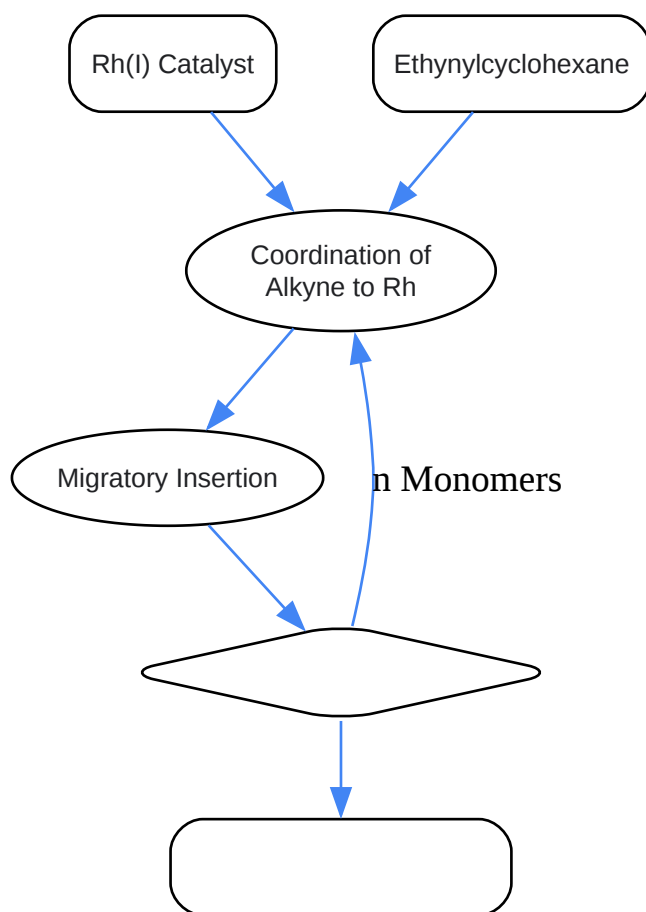 Rh(I) Catalyst
Ethynylcyclohexane
Coordination of
Alkyne to Rh
Migratory Insertion
n Monomers